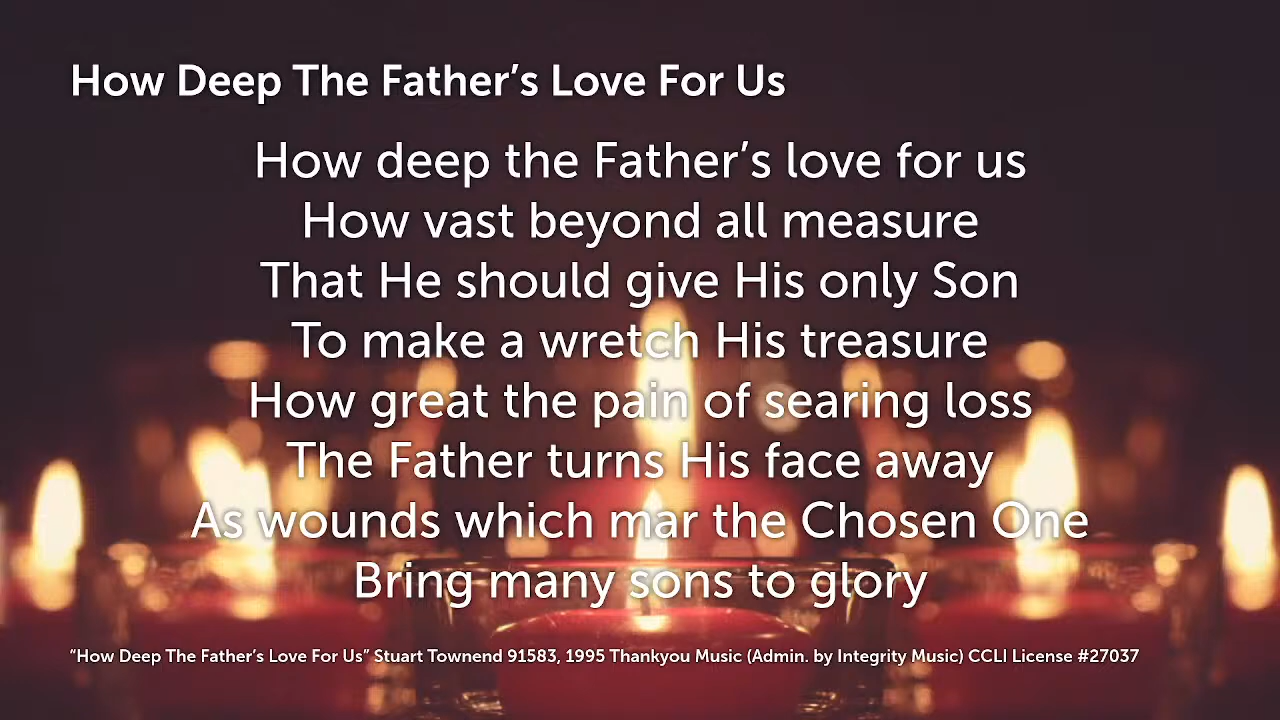 How Deep The Father’s Love For Us
How deep the Father’s love for us
How vast beyond all measure
That He should give His only Son
To make a wretch His treasure
How great the pain of searing loss
The Father turns His face away
As wounds which mar the Chosen One
Bring many sons to glory
“How Deep The Father’s Love For Us” Stuart Townend 91583, 1995 Thankyou Music (Admin. by Integrity Music) CCLI License #27037